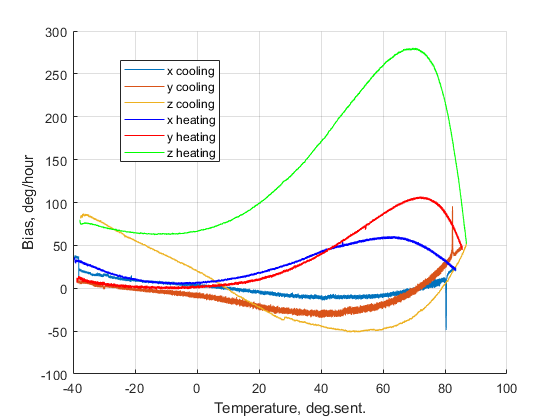 300
250
200
150
100
50
0
-50
-100
Bias, deg/hour
x cooling
y cooling
z cooling
x heating
y heating
z heating
-40 -20 0 20 40 60 80 100
Temperature, deg.sent.